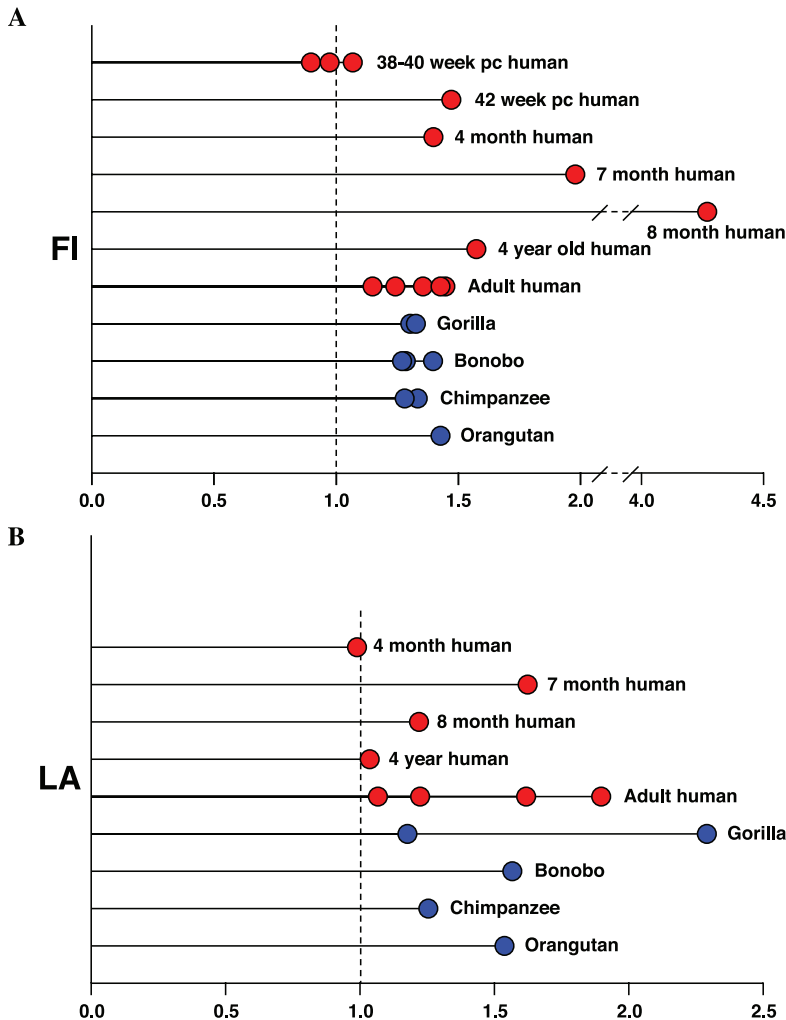 A
38-40 week pc human
42 week pc human
4 month human
7 month human
8 month human
FI
4 year old human
Adult human
Gorilla
Bonobo
Chimpanzee
Orangutan
0.0 0.5 1.0 1.5 2.0 4.0 4.5
B
4 month human
7 month human
8 month human
4 year human
LA
Adult human
Gorilla
Bonobo
Chimpanzee
Orangutan
0.0 0.5 1.0 1.5 2.0 2.5